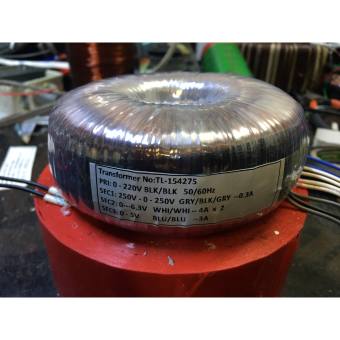 Transformer No:TL-154275
PRI: 0 - 220V BLK/BLK 50/60Hz
SEC1: 250V - 0 - 250V GRY/BLK/GRY --0.3A
SEC2: 0---6.3V WHI/WHI -- 4A x 2
SEC3: 0 - 5V BLU/BLU --3A